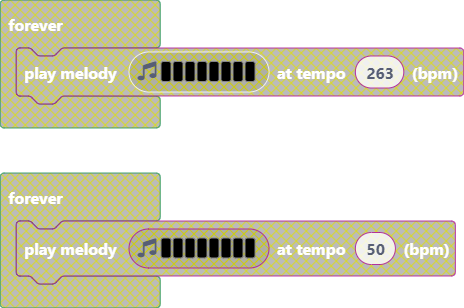 forever
play melody at tempo 263 (bpm)
forever
play melody at tempo 50 (bpm)